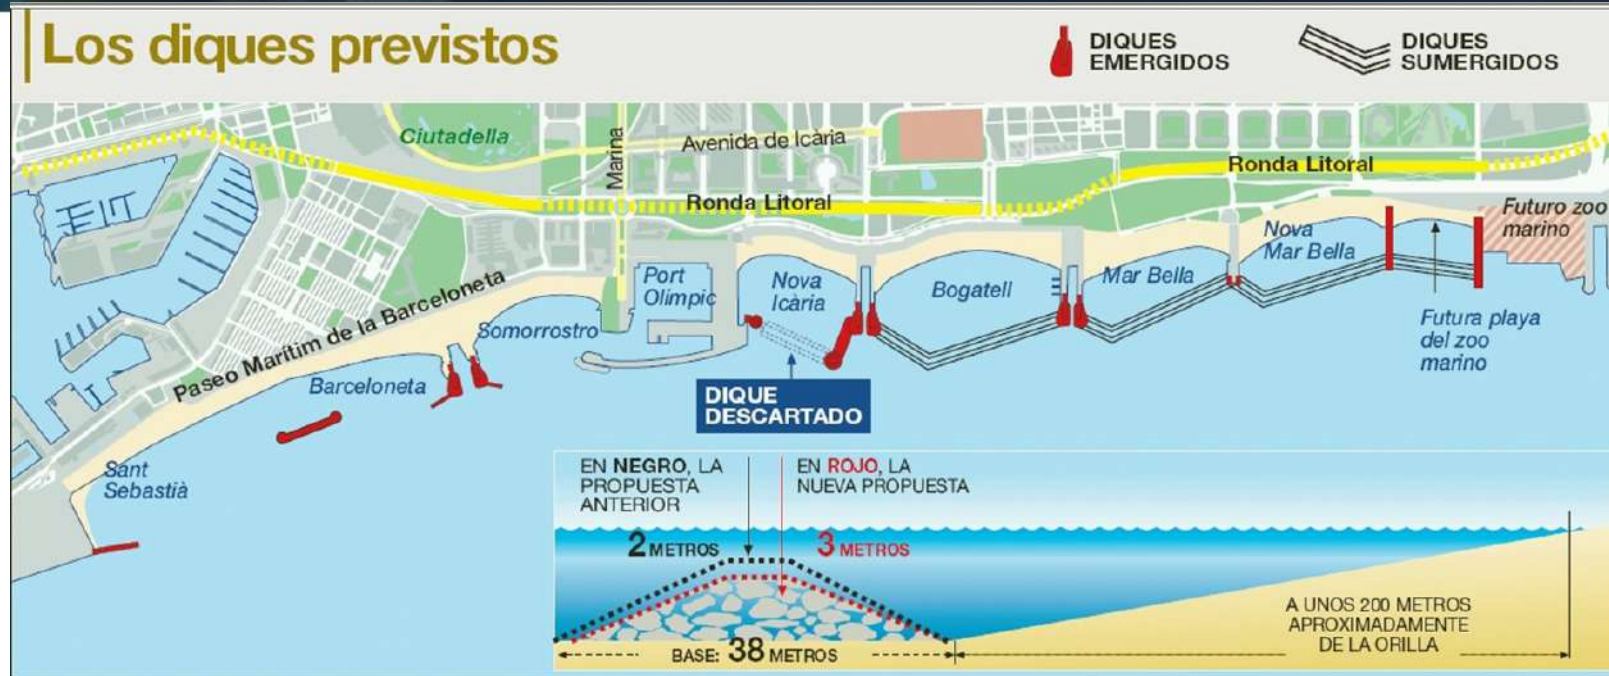 Los diques previstos
DIQUES
EMERGIDOS
DIQUES
SUMERGIDOS
Ciutadella
Marina
Avenida de Icària
Ronda Litoral
Ronda Litoral
Futuro zoo
marino
Nova
Mar Bella
Port
Olímpic
Nova
Icària
Bogatell
Mar Bella
Somorrostro
Paseo Marítim de la Barceloneta
Barceloneta
Futura playa
del zoo
marino
DIQUE
DESCARTADO
Sant
Sebastià
EN NEGRO, LA
PROPUESTA
ANTERIOR
EN ROJO, LA
NUEVA PROPUESTA
2 METROS
3 METROS
A UNOS 200 METROS
APROXIMADAMENTE
DE LA ORILLA
BASE: 38 METROS